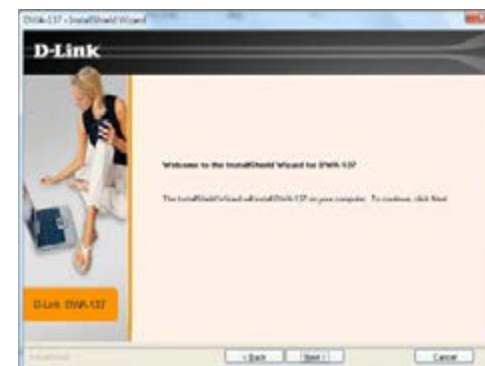 DWA-137 - InstallShield Wizard
D-Link
Welcome to the InstallShield Wizard for DWA-137
The InstallShield Wizard will install DWA-137 on your computer. To continue, click Next.
D-Link DWA-137
InstallShield
< Back
Next >
Cancel